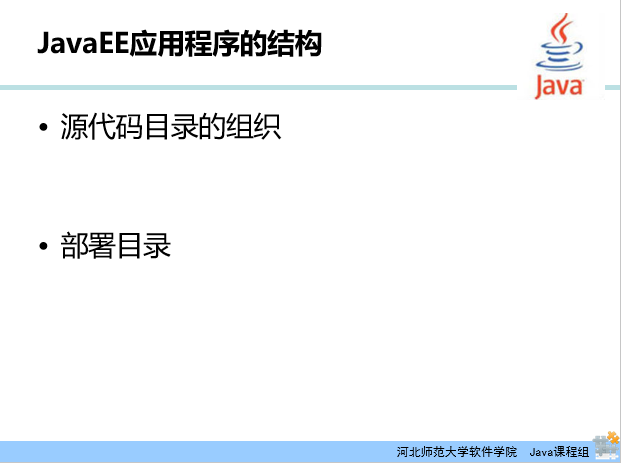 JavaEE应用程序的结构
Java
• 源代码目录的组织
• 部署目录
河北师范大学软件学院 Java课程组